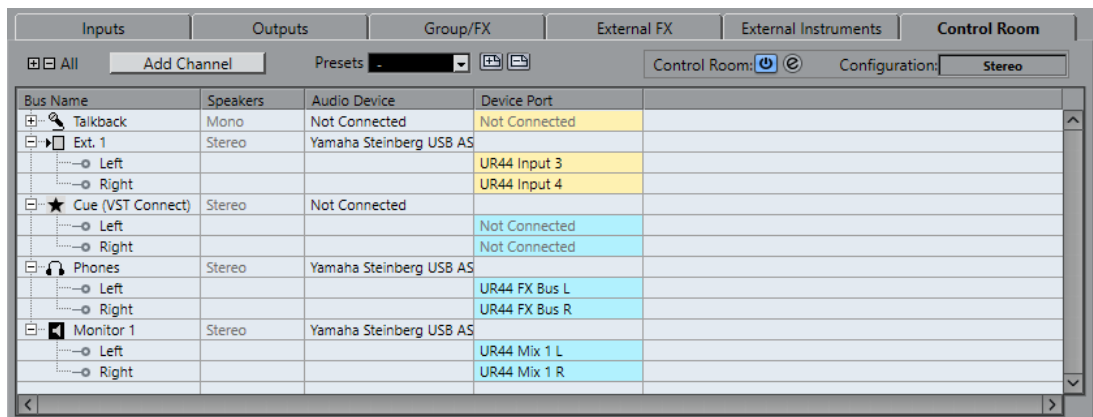 Inputs Outputs Group/FX External FX External Instruments Control Room
All Add Channel Presets - Control Room: Configuration: Stereo
Bus Name Speakers Audio Device Device Port
Talkback Mono Not Connected Not Connected
Ext. 1 Stereo Yamaha Steinberg USB AS
Left UR44 Input 3
Right UR44 Input 4
Cue (VST Connect) Stereo Not Connected
Left Not Connected
Right Not Connected
Phones Stereo Yamaha Steinberg USB AS
Left UR44 FX Bus L
Right UR44 FX Bus R
Monitor 1 Stereo Yamaha Steinberg USB AS
Left UR44 Mix 1 L
Right UR44 Mix 1 R